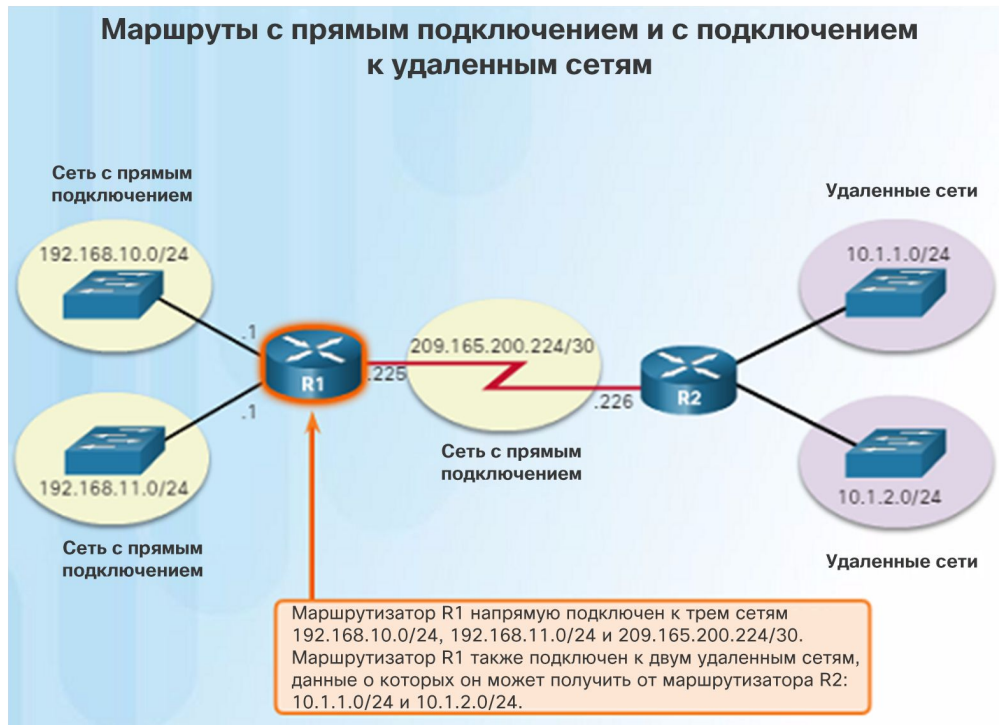 Маршруты с прямым подключением и с подключением
к удаленным сетям
Сеть с прямым
подключением
Удаленные сети
192.168.10.0/24
10.1.1.0/24
.1
R1
.225
209.165.200.224/30
.226
R2
.1
192.168.11.0/24
Сеть с прямым
подключением
10.1.2.0/24
Сеть с прямым
подключением
Удаленные сети
Маршрутизатор R1 напрямую подключен к трем сетям
192.168.10.0/24, 192.168.11.0/24 и 209.165.200.224/30.
Маршрутизатор R1 также подключен к двум удаленным сетям,
данные о которых он может получить от маршрутизатора R2:
10.1.1.0/24 и 10.1.2.0/24.